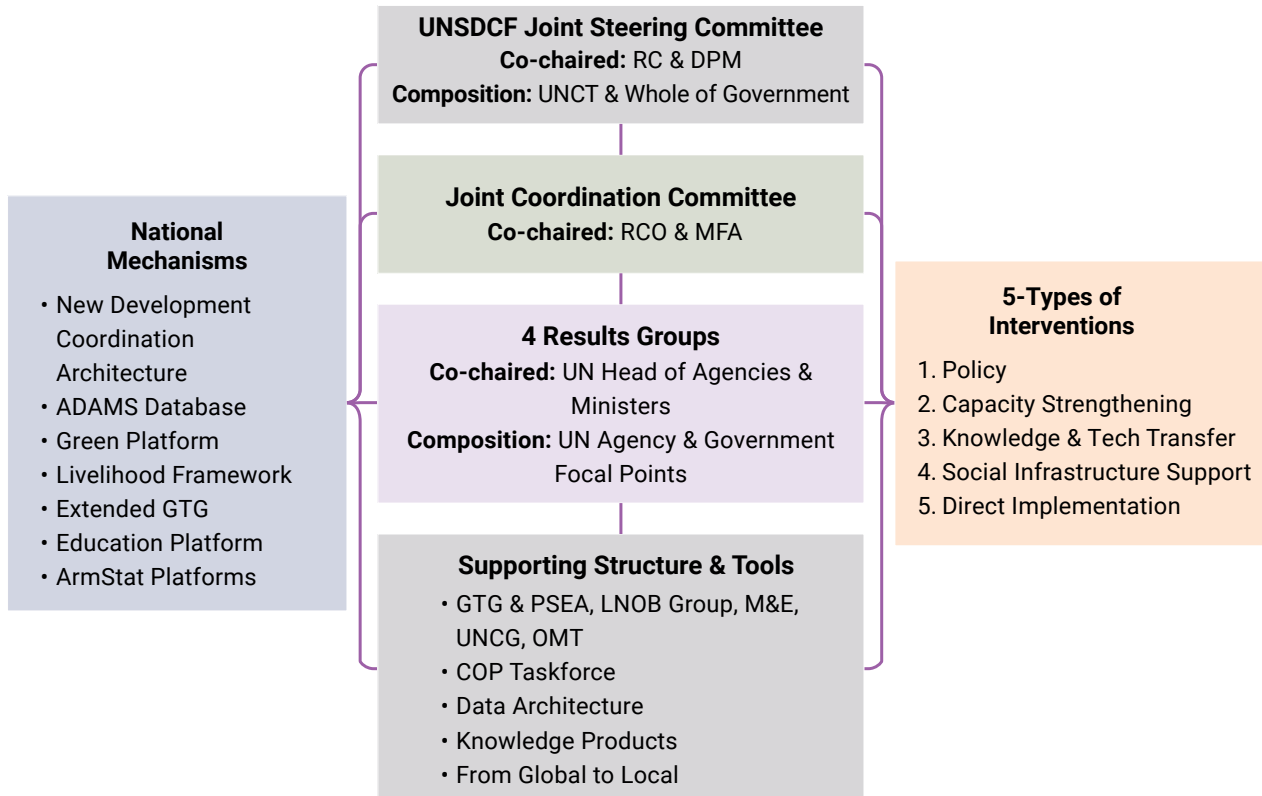 UNSDCF Joint Steering Committee
Co-chaired: RC & DPM
Composition: UNCT & Whole of Government
Joint Coordination Committee
Co-chaired: RCO & MFA
National
Mechanisms
• New Development
Coordination
Architecture
• ADAMS Database
• Green Platform
• Livelihood Framework
• Extended GTG
• Education Platform
• ArmStat Platforms
4 Results Groups
Co-chaired: UN Head of Agencies &
Ministers
Composition: UN Agency & Government
Focal Points
5-Types of
Interventions
1. Policy
2. Capacity Strengthening
3. Knowledge & Tech Transfer
4. Social Infrastructure Support
5. Direct Implementation
Supporting Structure & Tools
• GTG & PSEA, LNOB Group, M&E,
UNCG, OMT
• COP Taskforce
• Data Architecture
• Knowledge Products
• From Global to Local